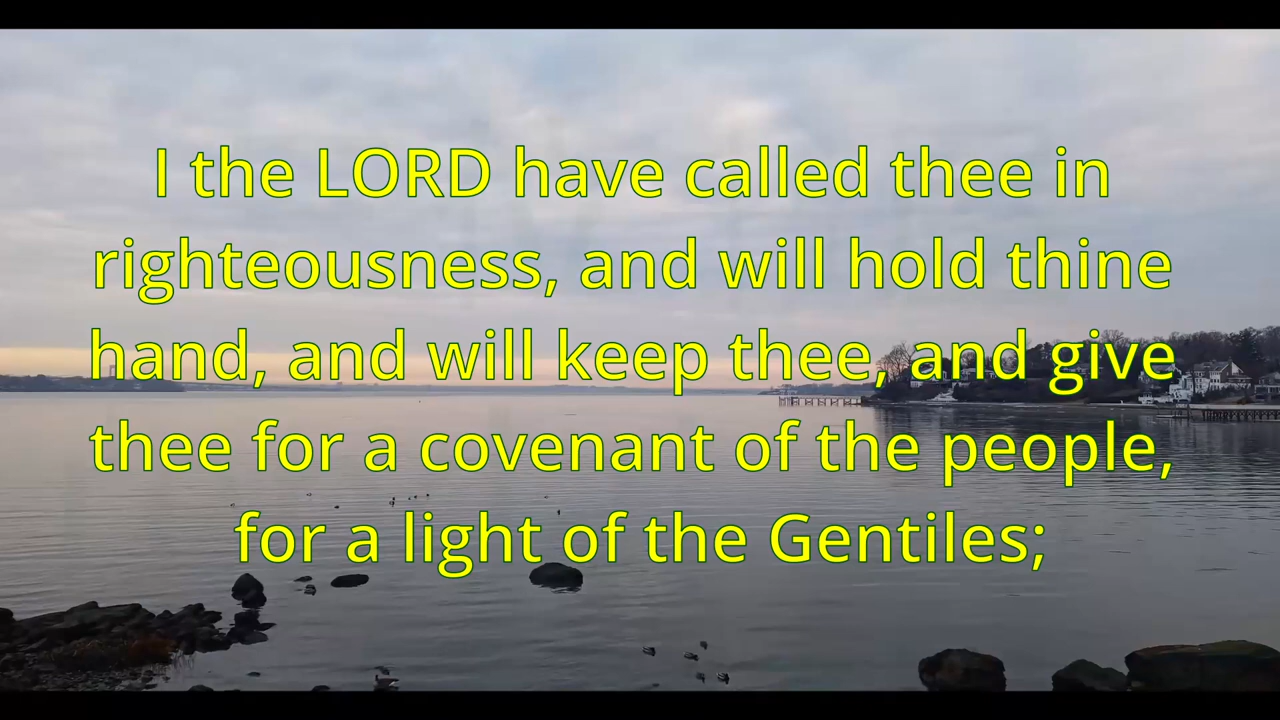 I the LORD have called thee in
righteousness, and will hold thine
hand, and will keep thee, and give
thee for a covenant of the people,
for a light of the Gentiles;